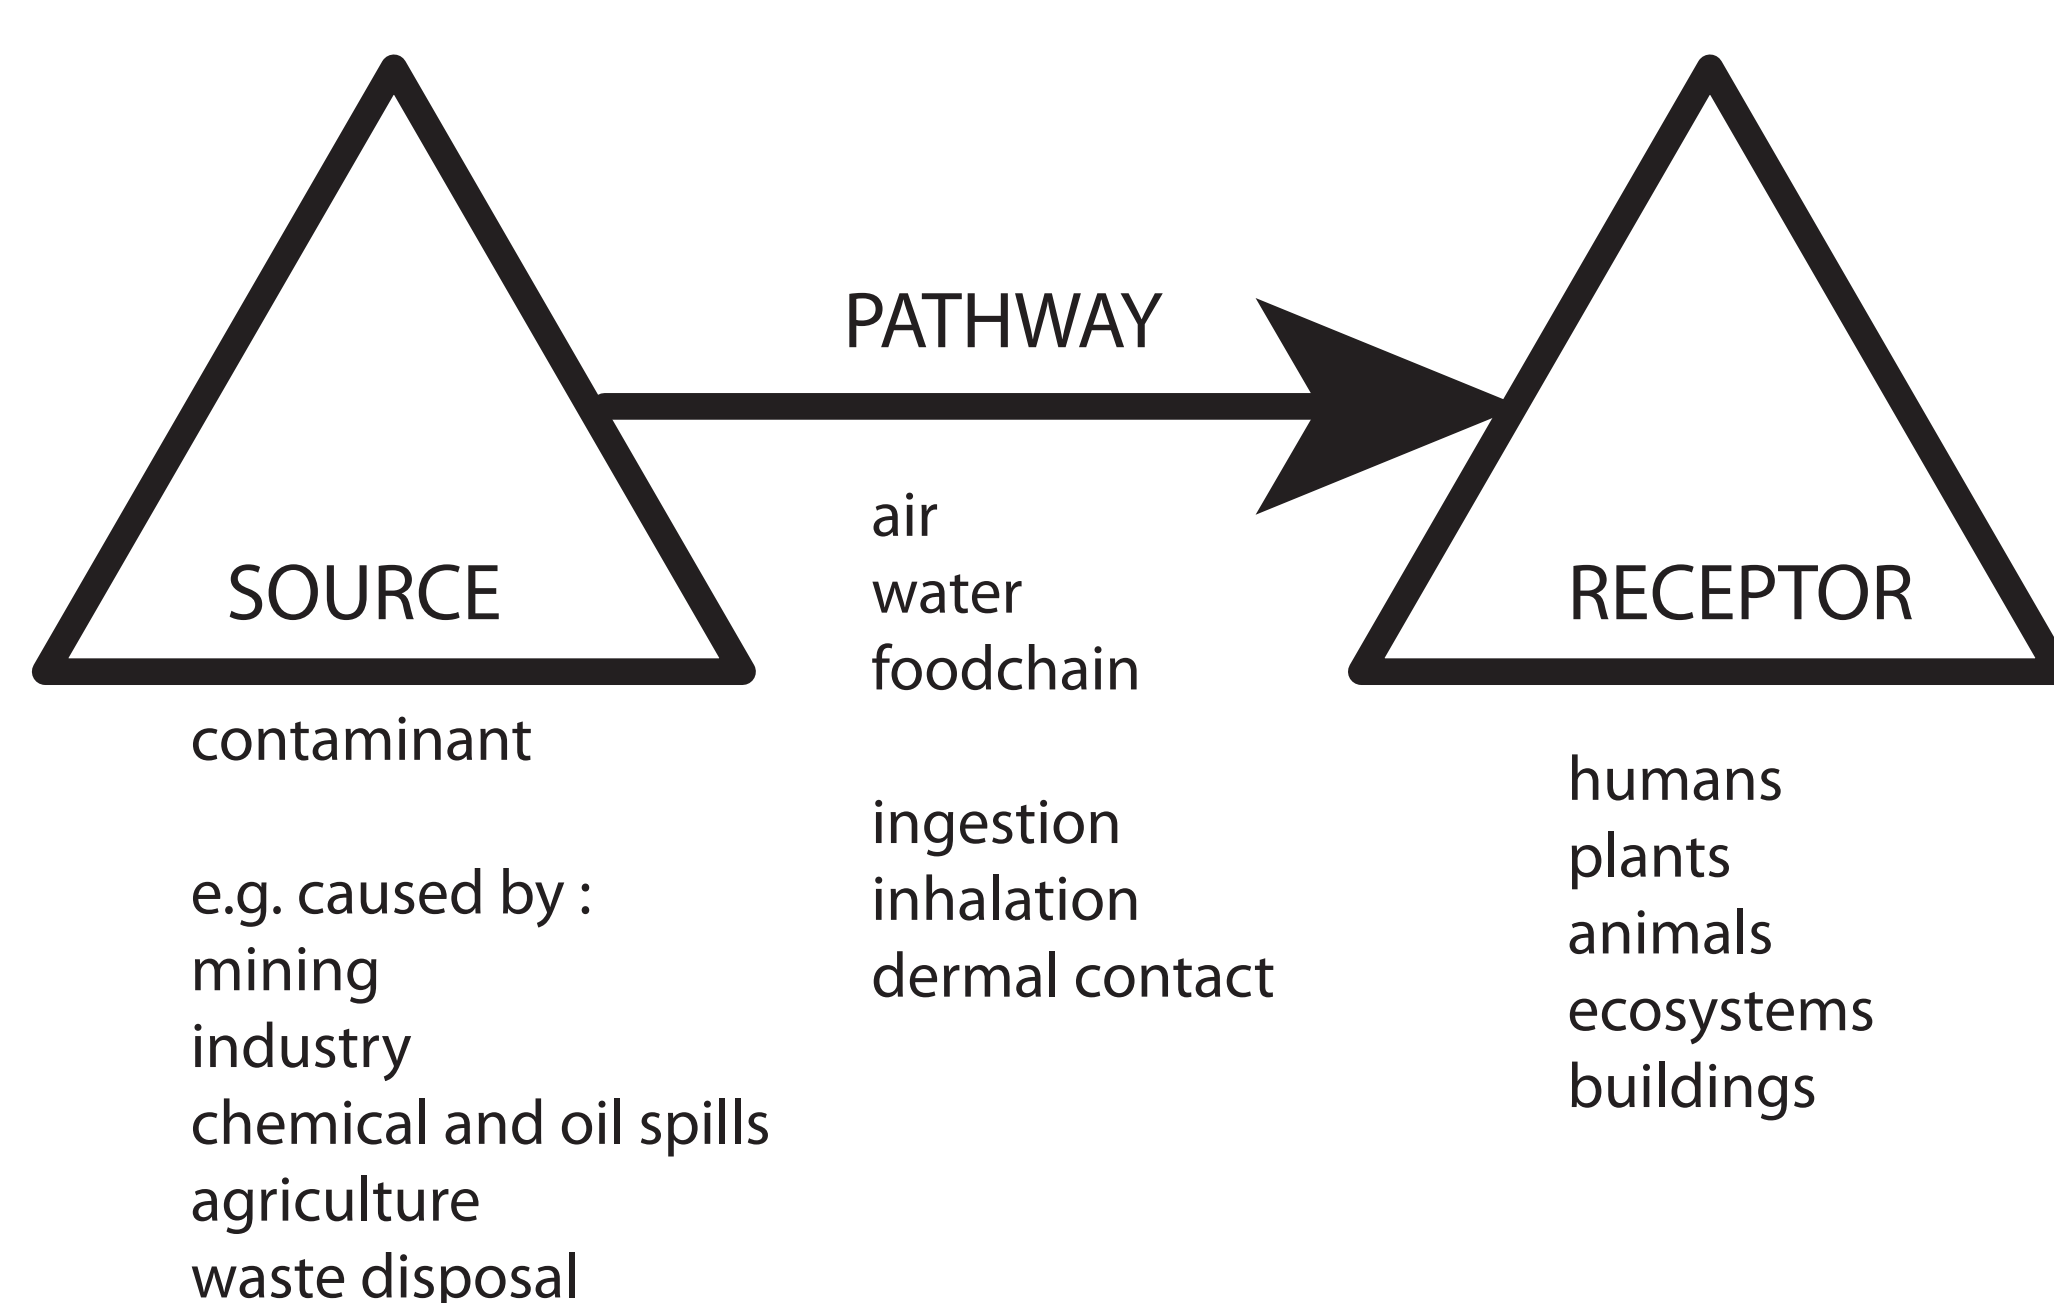 PATHWAY
SOURCE
RECEPTOR
contaminant
e.g. caused by :
mining
industry
chemical and oil spills
agriculture
waste disposal
air
water
foodchain
ingestion
inhalation
dermal contact
humans
plants
animals
ecosystems
buildings